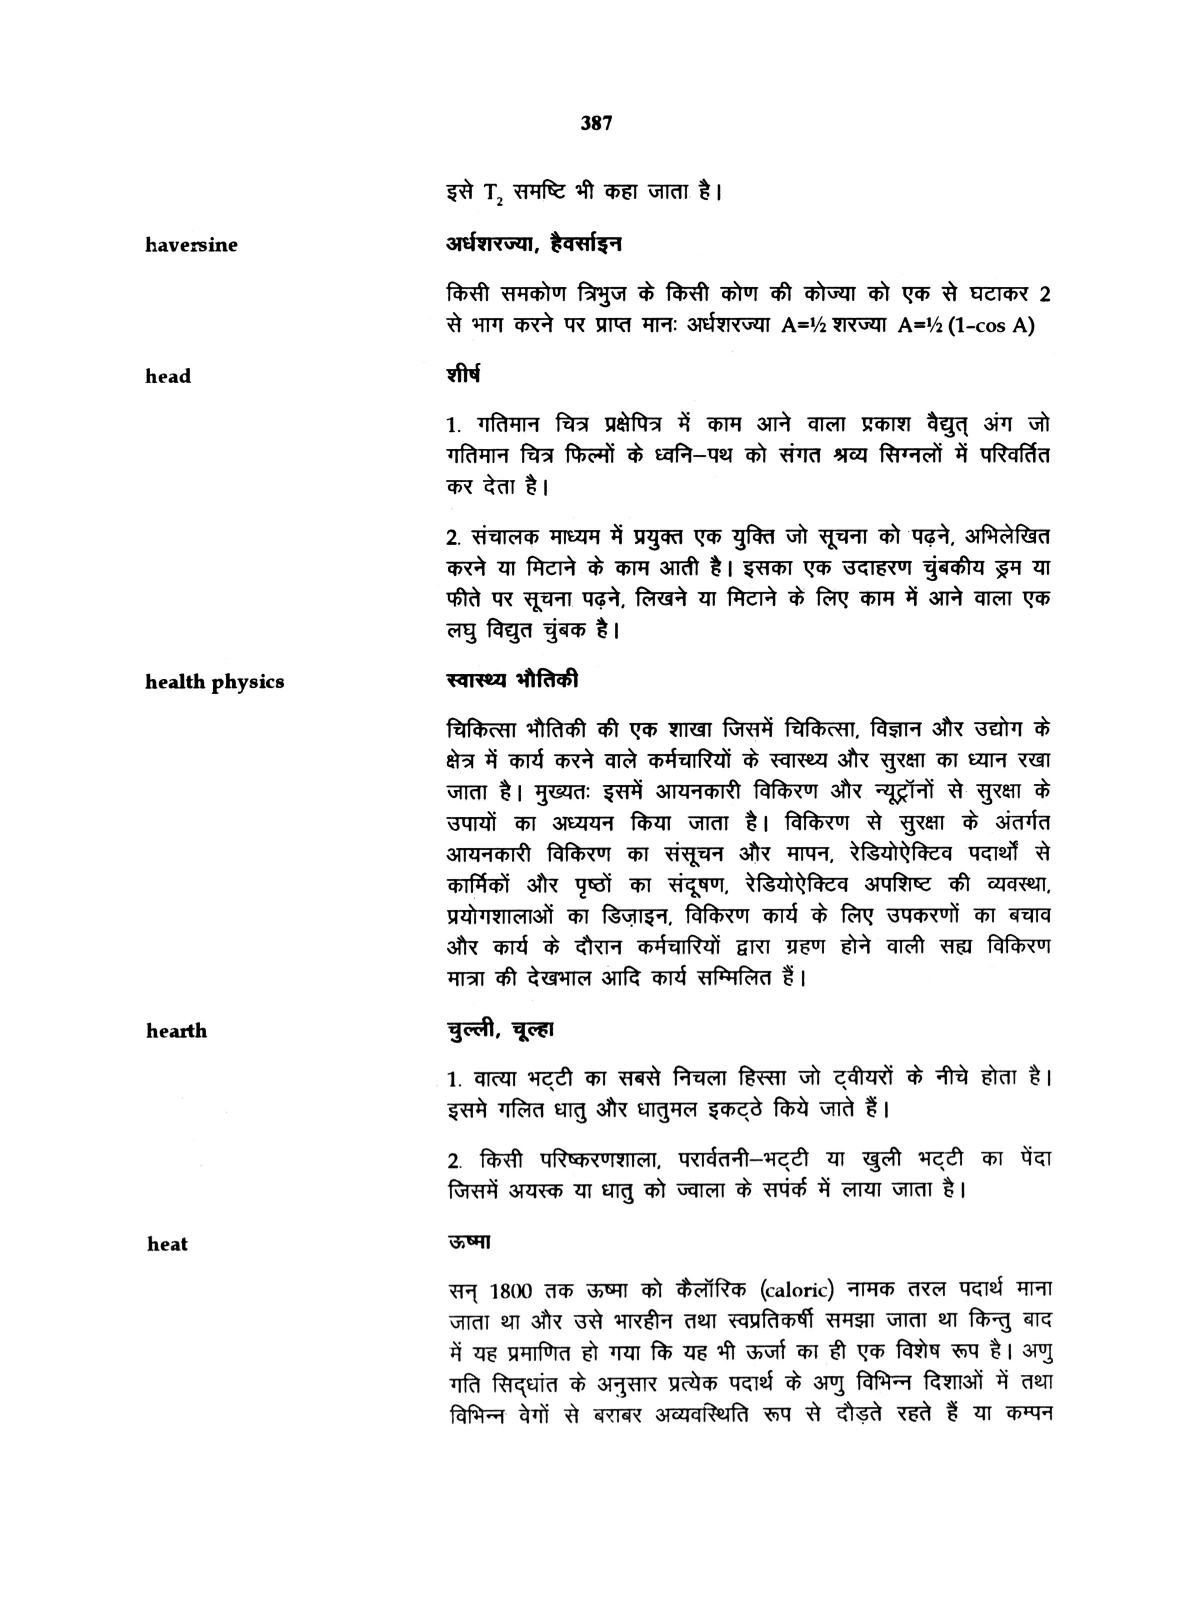 387
इसे T₂ समष्टि भी कहा जाता है।
haversine अर्धशरज्या, हैवर्साइन
किसी समकोण त्रिभुज के किसी कोण की कोज्या को एक से घटाकर 2
से भाग करने पर प्राप्त मानः अर्धशरज्या A=½ शरज्या A=½ (1-cos A)
head शीर्ष
1. गतिमान चित्र प्रक्षेपित्र में काम आने वाला प्रकाश वैद्युत् अंग जो
गतिमान चित्र फिल्मों के ध्वनि–पथ को संगत श्रव्य सिग्नलों में परिवर्तित
कर देता है।
2. संचालक माध्यम में प्रयुक्त एक युक्ति जो सूचना को पढ़ने, अभिलेखित
करने या मिटाने के काम आती है। इसका एक उदाहरण चुंबकीय ड्रम या
फीते पर सूचना पढ़ने, लिखने या मिटाने के लिए काम में आने वाला एक
लघु विद्युत चुंबक है।
health physics स्वास्थ्य भौतिकी
चिकित्सा भौतिकी की एक शाखा जिसमें चिकित्सा, विज्ञान और उद्योग के
क्षेत्र में कार्य करने वाले कर्मचारियों के स्वास्थ्य और सुरक्षा का ध्यान रखा
जाता है। मुख्यतः इसमें आयनकारी विकिरण और न्यूट्रॉनों से सुरक्षा के
उपायों का अध्ययन किया जाता है। विकिरण से सुरक्षा के अंतर्गत
आयनकारी विकिरण का संसूचन और मापन, रेडियोऐक्टिव पदार्थों से
कार्मिकों और पृष्ठों का संदूषण, रेडियोऐक्टिव अपशिष्ट की व्यवस्था,
प्रयोगशालाओं का डिज़ाइन, विकिरण कार्य के लिए उपकरणों का बचाव
और कार्य के दौरान कर्मचारियों द्वारा ग्रहण होने वाली सह्य विकिरण
मात्रा की देखभाल आदि कार्य सम्मिलित हैं।
hearth चुल्ली, चूल्हा
1. वात्या भट्टी का सबसे निचला हिस्सा जो ट्वीयरों के नीचे होता है।
इसमे गलित धातु और धातुमल इकट्ठे किये जाते हैं।
2. किसी परिष्करणशाला, परार्वतनी–भट्टी या खुली भट्टी का पेंदा
जिसमें अयस्क या धातु को ज्वाला के सपंर्क में लाया जाता है।
heat ऊष्मा
सन् 1800 तक ऊष्मा को कैलॉरिक (caloric) नामक तरल पदार्थ माना
जाता था और उसे भारहीन तथा स्वप्रतिकर्षी समझा जाता था किन्तु बाद
में यह प्रमाणित हो गया कि यह भी ऊर्जा का ही एक विशेष रूप है। अणु
गति सिद्धांत के अनुसार प्रत्येक पदार्थ के अणु विभिन्न दिशाओं में तथा
विभिन्न वेगों से बराबर अव्यवस्थिति रूप से दौड़ते रहते हैं या कम्पन